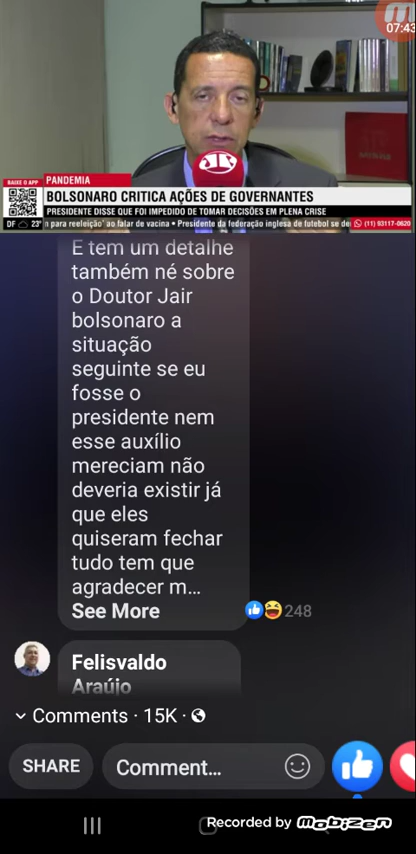 07:43
BAIXE O APP
PANDEMIA
BOLSONARO CRITICA AÇÕES DE GOVERNANTES
PRESIDENTE DISSE QUE FOI IMPEDIDO DE TOMAR DECISÕES EM PLENA CRISE
DF 23° para reeleição' ao falar de vacina • Presidente da federação inglesa de futebol se (11) 93117-0620
E tem um detalhe
também né sobre
o Doutor Jair
bolsonaro a
situação
seguinte se eu
fosse o
presidente nem
esse auxílio
mereciam não
deveria existir já
que eles
quiseram fechar
tudo tem que
agradecer m...
See More
248
Felisvaldo
Araújo
Comments · 15K ·
SHARE
Comment...
Recorded by mobizen